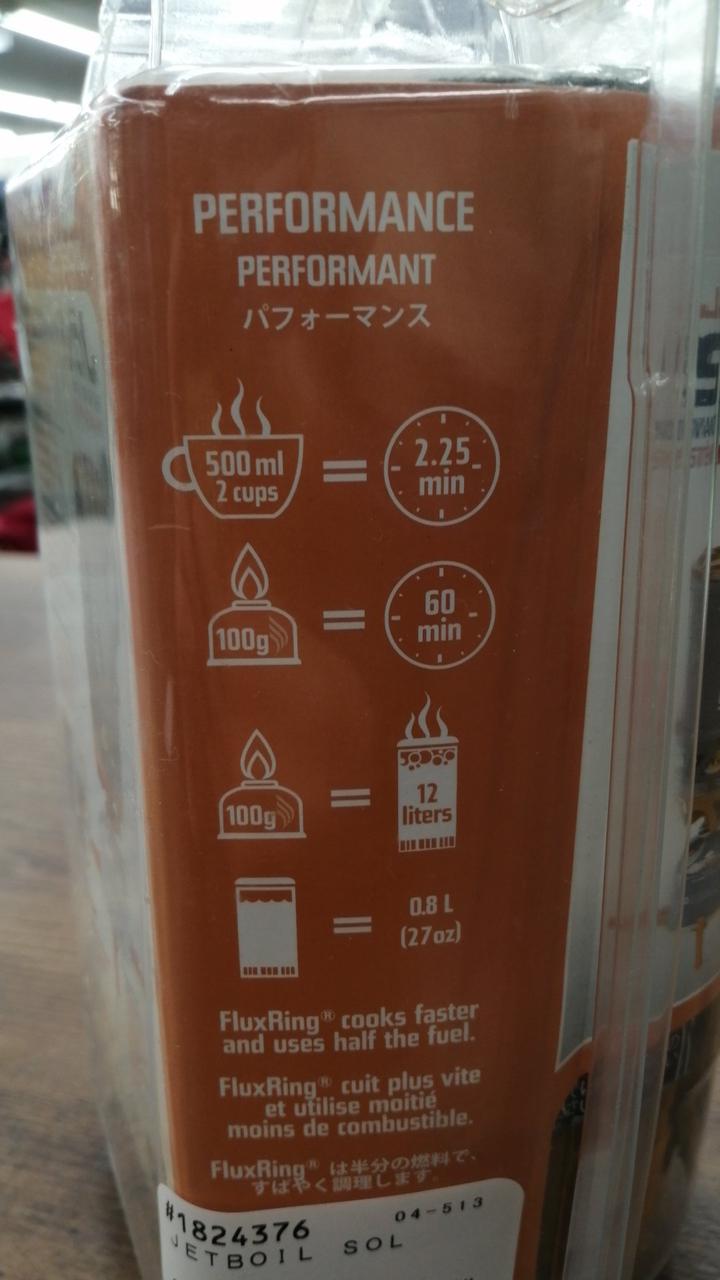 PERFORMANCE
PERFORMANT
パフォーマンス
500 ml
2 cups
=
2.25
min
100g
=
60
min
100g
=
12
liters
=
0.8 L
(27oz)
FluxRing® cooks faster
and uses half the fuel.
FluxRing® cuit plus vite
et utilise moitié
moins de combustible.
FluxRing® は半分の燃料で、
すばやく調理します。
#1824376 04-513
JETBOIL SOL